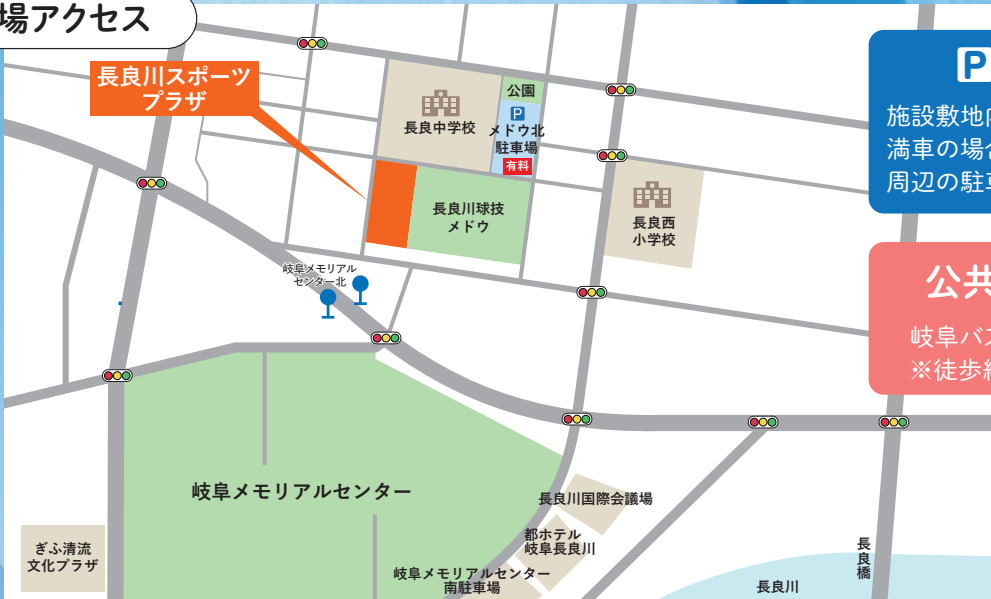 場アクセス
長良川スポーツ
プラザ
長良中学校
公園
P
メドウ北
駐車場
有料
長良川球技
メドウ
長良西
小学校
岐阜メモリアル
センター北
P
施設敷地内
満車の場合
周辺の駐車
公共
岐阜バス
※徒歩約
岐阜メモリアルセンター
長良川国際会議場
都ホテル
岐阜長良川
岐阜メモリアルセンター
南駐車場
ぎふ清流
文化プラザ
長良橋
長良川